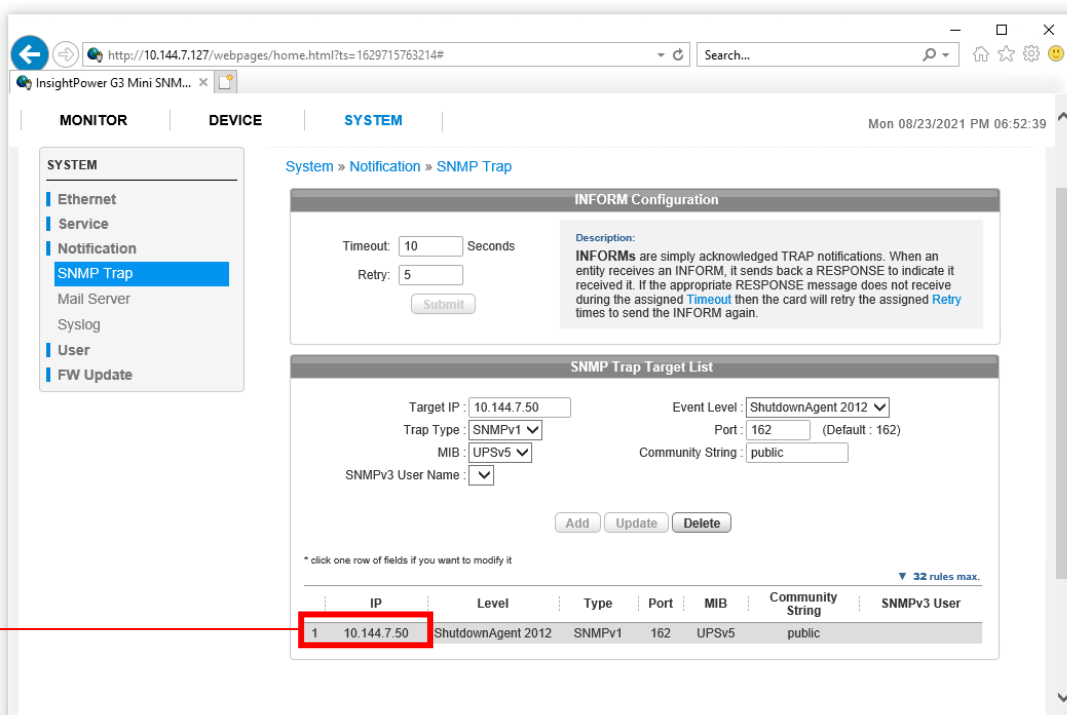 http://10.144.7.127/webpages/home.html?ts=1629715763214#
Search...
InsightPower G3 Mini SNM...
MONITOR DEVICE SYSTEM
Mon 08/23/2021 PM 06:52:39
SYSTEM
Ethernet
Service
Notification
SNMP Trap
Mail Server
Syslog
User
FW Update
System » Notification » SNMP Trap
INFORM Configuration
Timeout: 10 Seconds
Retry: 5
Submit
Description:
INFORMs are simply acknowledged TRAP notifications. When an
entity receives an INFORM, it sends back a RESPONSE to indicate it
received it. If the appropriate RESPONSE message does not receive
during the assigned Timeout then the card will retry the assigned Retry
times to send the INFORM again.
SNMP Trap Target List
Target IP : 10.144.7.50 Event Level : ShutdownAgent 2012
Trap Type : SNMPv1 Port : 162 (Default : 162)
MIB : UPSv5 Community String : public
SNMPv3 User Name :
Add Update Delete
* click one row of fields if you want to modify it
▼ 32 rules max.
IP Level Type Port MIB Community String SNMPv3 User
1 10.144.7.50 ShutdownAgent 2012 SNMPv1 162 UPSv5 public